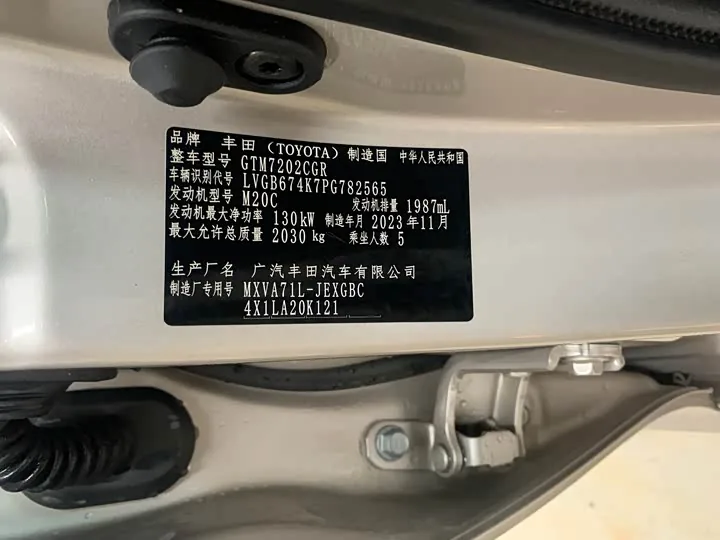 品牌 丰田（TOYOTA） 制造国 中华人民共和国
整车型号 GTM7202CGR
车辆识别代号 LVGB674K7PG782565
发动机型号 M20C 发动机排量 1987mL
发动机最大净功率 130kW 制造年月 2023年11月
最大允许总质量 2030kg 乘坐人数 5
生产厂名 广汽丰田汽车有限公司
制造厂专用号 MXVA71L-JEXGBC
4X1LA20K121